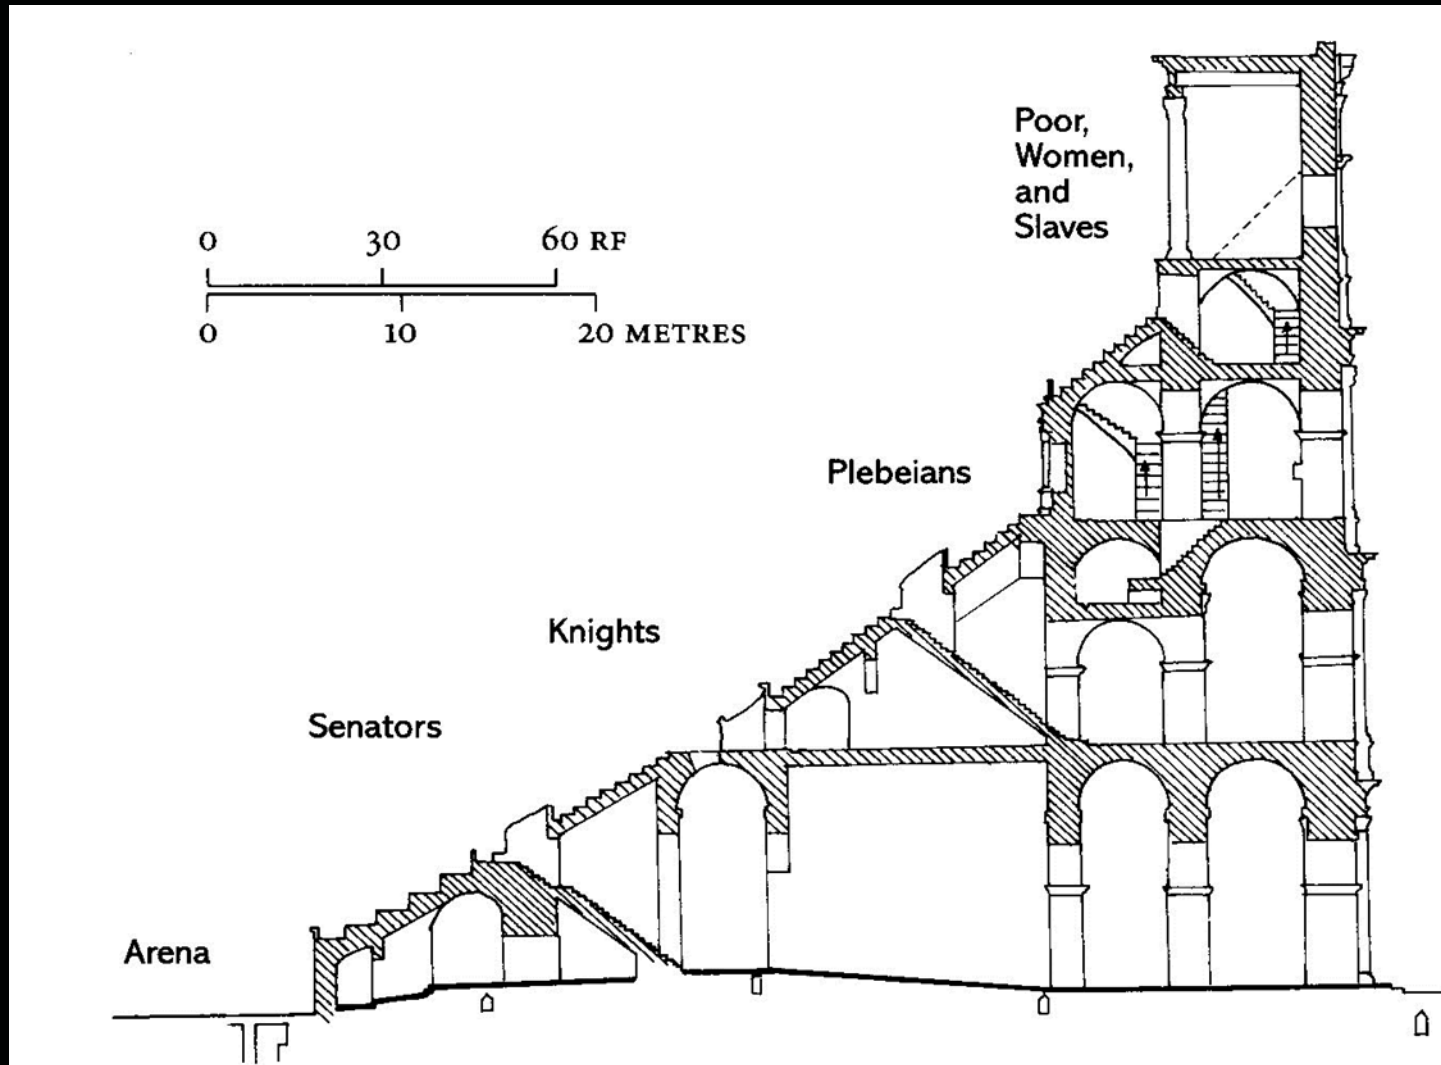 Poor,
Women,
and
Slaves
0 30 60 RF
0 10 20 METRES
Plebeians
Knights
Senators
Arena